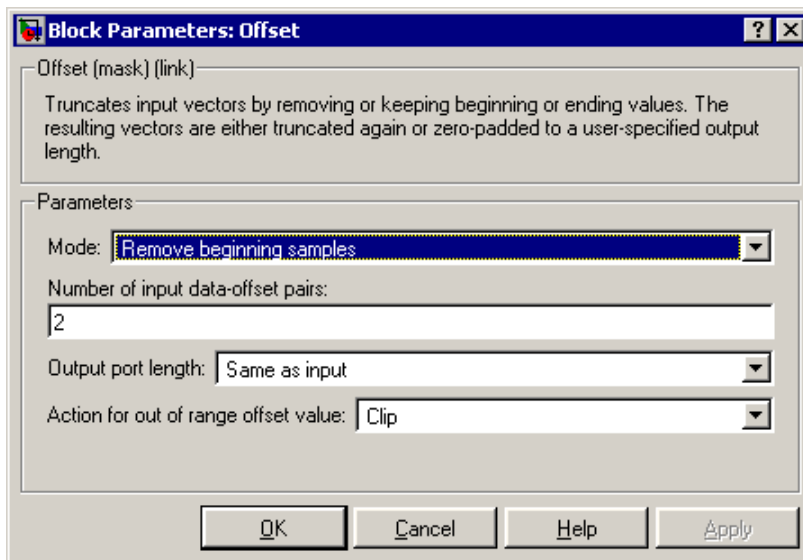 Block Parameters: Offset
Offset (mask) (link)
Truncates input vectors by removing or keeping beginning or ending values. The
resulting vectors are either truncated again or zero-padded to a user-specified output
length.
Parameters
Mode: Remove beginning samples
Number of input data-offset pairs:
2
Output port length: Same as input
Action for out of range offset value: Clip
OK Cancel Help Apply